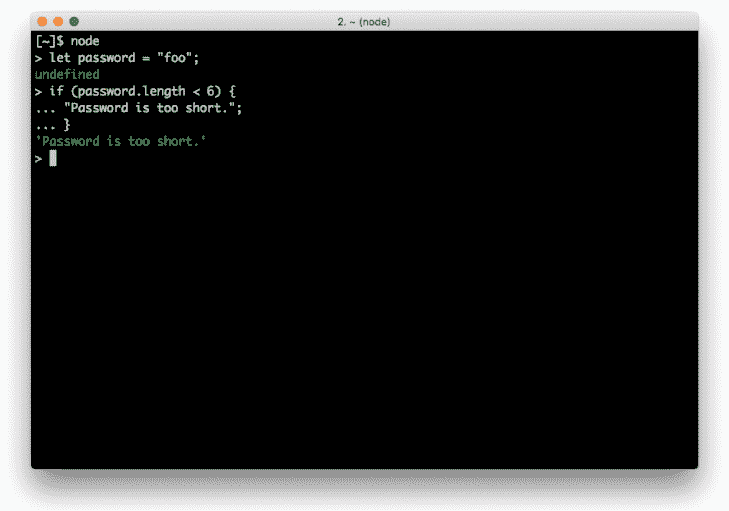 2. ~ (node)
[~]$ node
> let password = "foo";
undefined
> if (password.length < 6) {
... "Password is too short.";
... }
'Password is too short.'
>